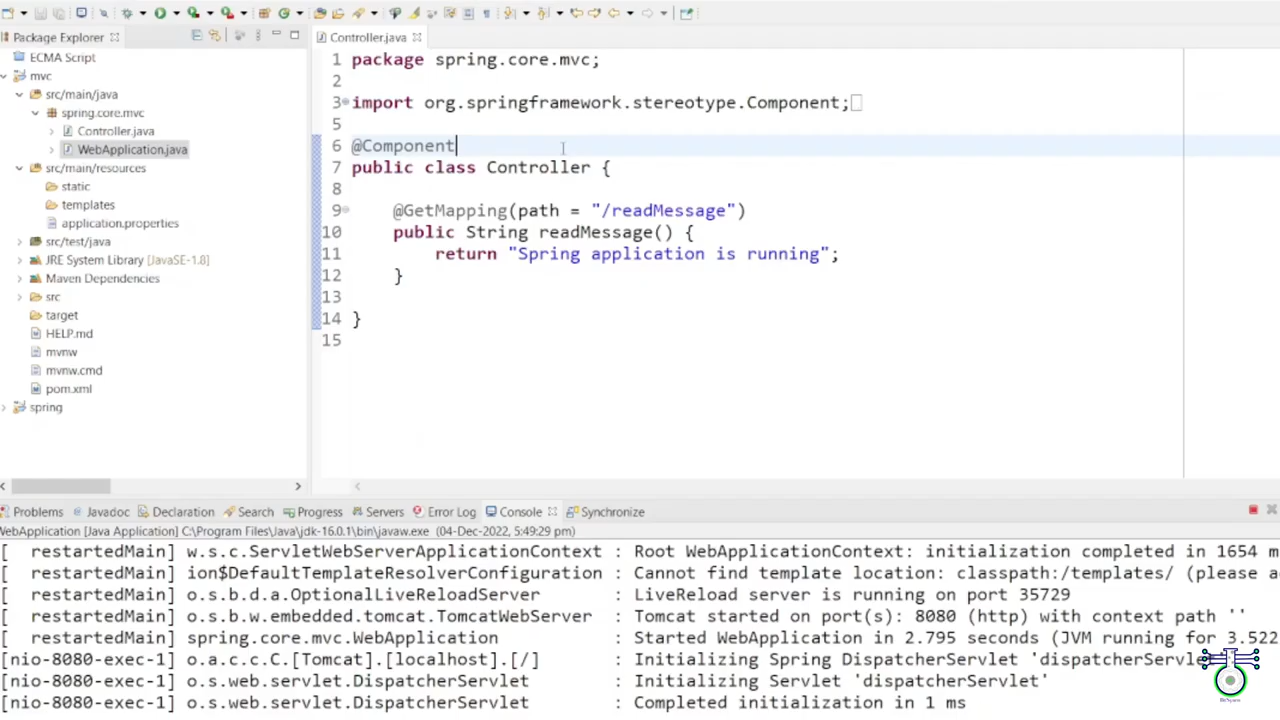 Package Explorer
ECMA Script
mvc
src/main/java
spring.core.mvc
Controller.java
WebApplication.java
src/main/resources
static
templates
application.properties
src/test/java
JRE System Library [JavaSE-1.8]
Maven Dependencies
src
target
HELP.md
mvnw
mvnw.cmd
pom.xml
spring
Controller.java
1 package spring.core.mvc;
2
3 import org.springframework.stereotype.Component;
5
6 @Component
7 public class Controller {
8
9 @GetMapping(path = "/readMessage")
10 public String readMessage() {
11 return "Spring application is running";
12 }
13
14 }
15
Problems Javadoc Declaration Search Progress Servers Error Log Console Synchronize
WebApplication [Java Application] C:\Program Files\Java\jdk-16.0.1\bin\javaw.exe (04-Dec-2022, 5:49:29 pm)
[ restartedMain] w.s.c.ServletWebServerApplicationContext : Root WebApplicationContext: initialization completed in 1654 m
[ restartedMain] ion$DefaultTemplateResolverConfiguration : Cannot find template location: classpath:/templates/ (please a
[ restartedMain] o.s.b.d.a.OptionalLiveReloadServer : LiveReload server is running on port 35729
[ restartedMain] o.s.b.w.embedded.tomcat.TomcatWebServer : Tomcat started on port(s): 8080 (http) with context path ''
[ restartedMain] spring.core.mvc.WebApplication : Started WebApplication in 2.795 seconds (JVM running for 3.522
[nio-8080-exec-1] o.a.c.c.C.[Tomcat].[localhost].[/] : Initializing Spring DispatcherServlet 'dispatcherServle
[nio-8080-exec-1] o.s.web.servlet.DispatcherServlet : Initializing Servlet 'dispatcherServlet'
[nio-8080-exec-1] o.s.web.servlet.DispatcherServlet : Completed initialization in 1 ms